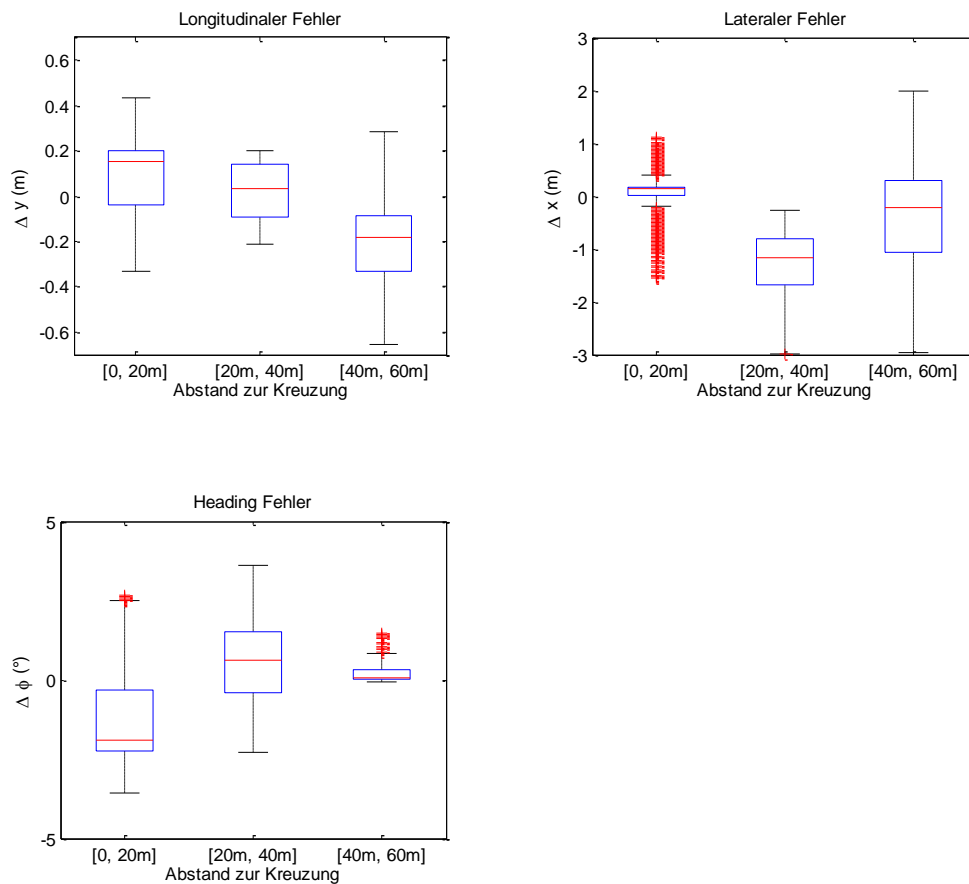 Longitudinaler Fehler
0.6
0.4
0.2
0
-0.2
-0.4
-0.6
Δ y (m)
[0, 20m] [20m, 40m] [40m, 60m]
Abstand zur Kreuzung
Lateraler Fehler
3
2
1
0
-1
-2
-3
Δ x (m)
[0, 20m] [20m, 40m] [40m, 60m]
Abstand zur Kreuzung
Heading Fehler
5
0
-5
Δ ϕ (°)
[0, 20m] [20m, 40m] [40m, 60m]
Abstand zur Kreuzung